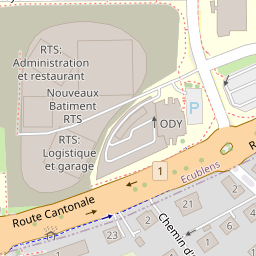 RTS:
Administration
et restaurant
Nouveaux
Batiment
RTS
RTS:
Logistique
et garage
ODY
P
1
Ecublens
Route Cantonale
R
Chemin d'
23
21
12
2